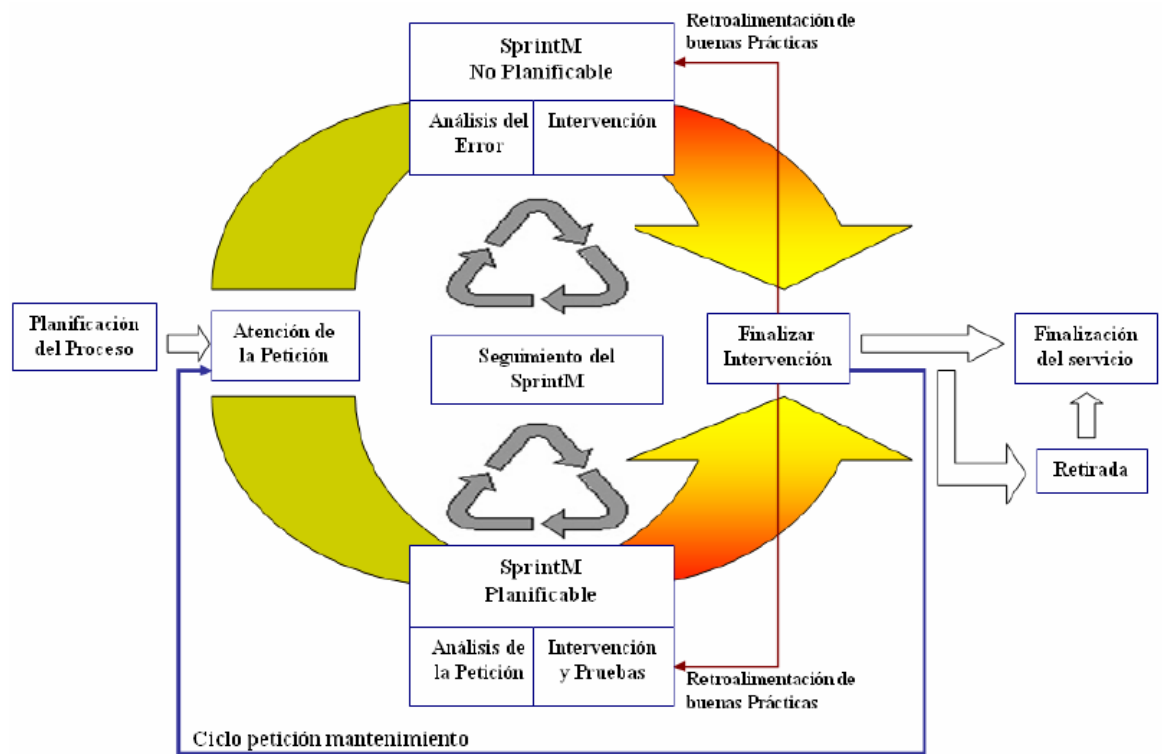 Retroalimentación de
buenas Prácticas
SprintM
No Planificable
Análisis del
Error
Intervención
Planificación
del Proceso
Atención de
la Petición
Seguimiento del
SprintM
Finalizar
Intervención
Finalización
del servicio
Retirada
SprintM
Planificable
Análisis de
la Petición
Intervención
y Pruebas
Retroalimentación de
buenas Prácticas
Ciclo petición mantenimiento